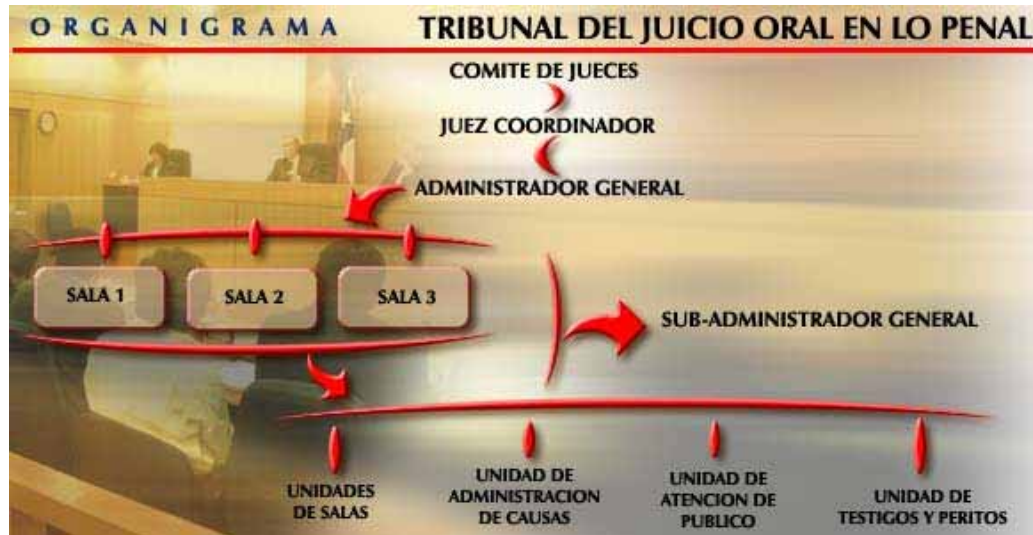 ORGANIGRAMA TRIBUNAL DEL JUICIO ORAL EN LO PENAL
COMITE DE JUECES
JUEZ COORDINADOR
ADMINISTRADOR GENERAL
SALA 1
SALA 2
SALA 3
SUB-ADMINISTRADOR GENERAL
UNIDADES
DE SALAS
UNIDAD DE
ADMINISTRACION
DE CAUSAS
UNIDAD DE
ATENCION DE
PUBLICO
UNIDAD DE
TESTIGOS Y PERITOS